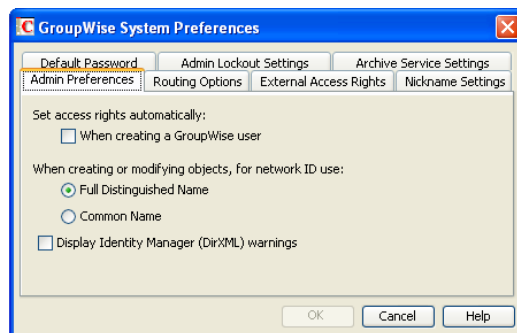 C GroupWise System Preferences
Default Password Admin Lockout Settings Archive Service Settings
Admin Preferences Routing Options External Access Rights Nickname Settings
Set access rights automatically:
When creating a GroupWise user
When creating or modifying objects, for network ID use:
Full Distinguished Name
Common Name
Display Identity Manager (DirXML) warnings
OK Cancel Help